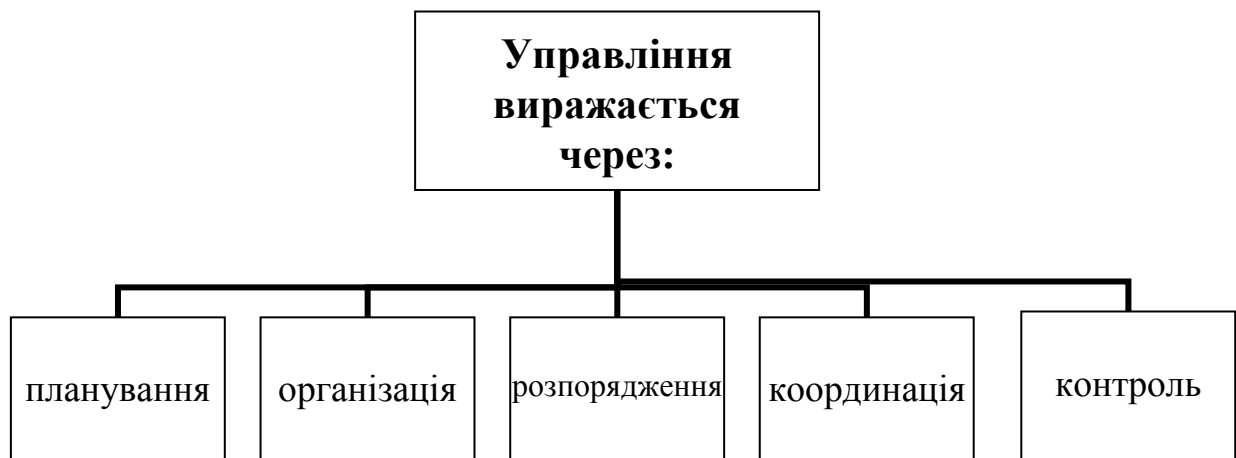 Управління
виражається
через:
планування
організація
розпорядження
координація
контроль